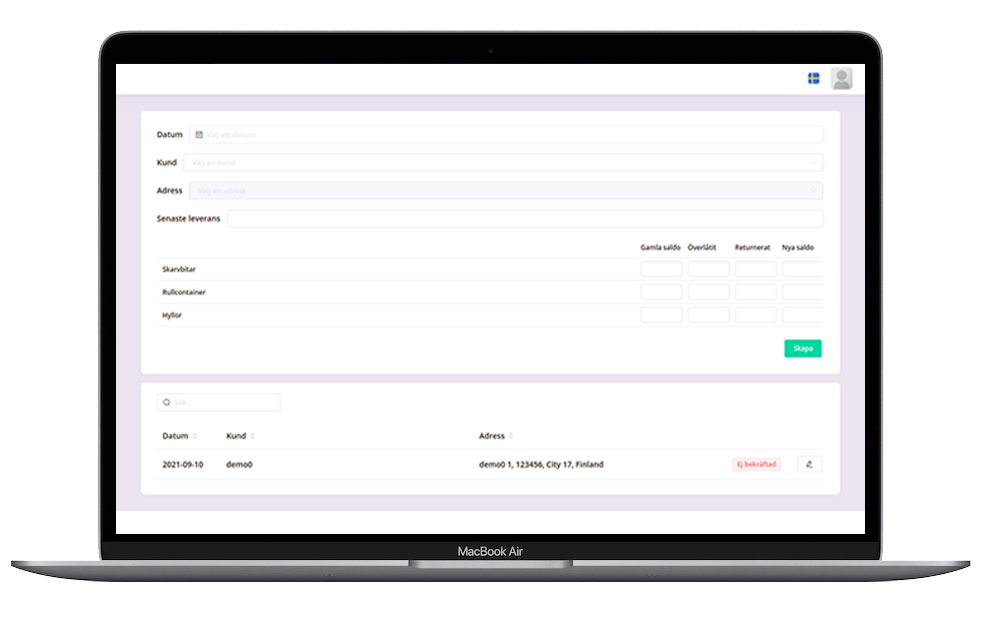 Datum Välj ett datum
Kund Välj en kund
Adress Välj en adress
Senaste leverans
Gamla saldo Överlåtit Returnerat Nya saldo
Skarvbitar
Rullcontainer
Hyllor
Skapa
Sök...
Datum Kund Adress
2021-09-10 demo0 demo0 1, 123456, City 17, Finland Ej bekräftad
MacBook Air